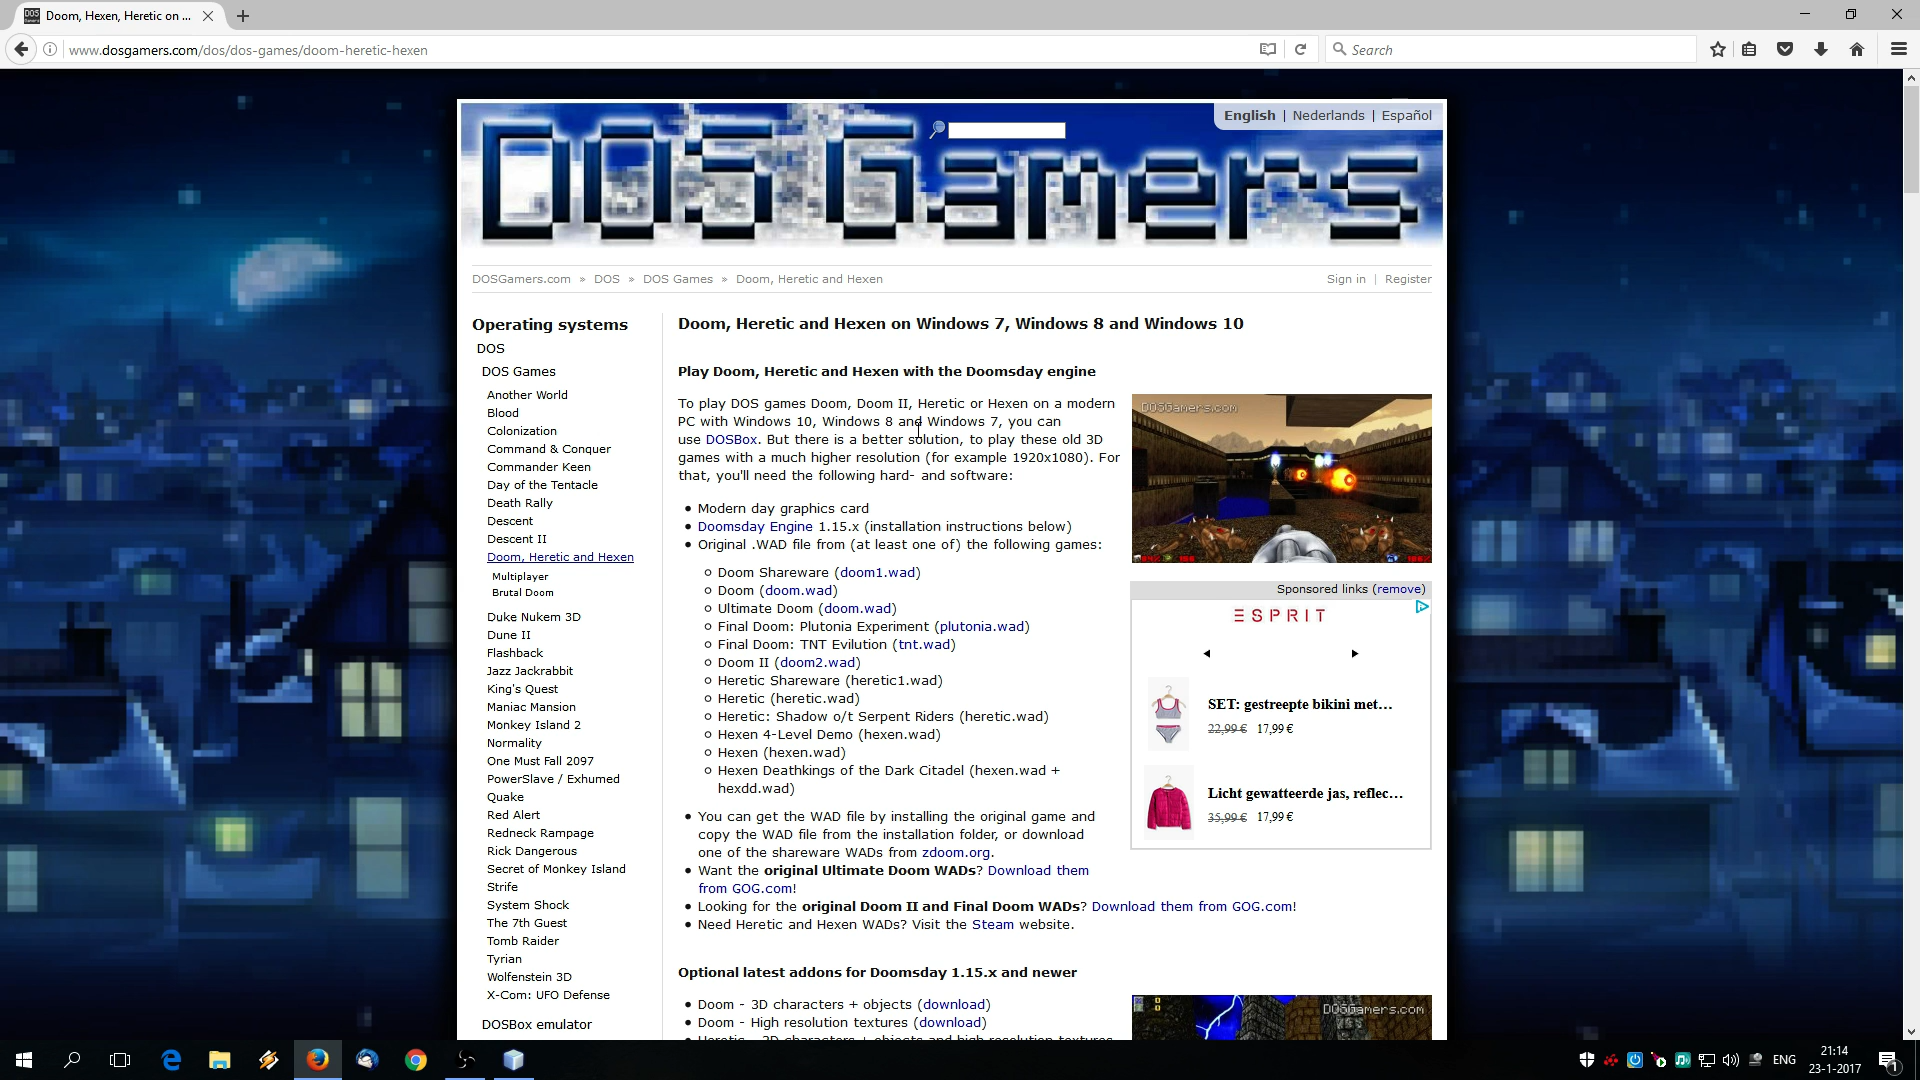 Doom, Hexen, Heretic on ...
www.dosgamers.com/dos/dos-games/doom-heretic-hexen
Search
English | Nederlands | Español
DOS Gamers
DOSGamers.com » DOS » DOS Games » Doom, Heretic and Hexen
Sign in | Register
Operating systems
DOS
DOS Games
Another World
Blood
Colonization
Command & Conquer
Commander Keen
Day of the Tentacle
Death Rally
Descent
Descent II
Doom, Heretic and Hexen
Multiplayer
Brutal Doom
Duke Nukem 3D
Dune II
Flashback
Jazz Jackrabbit
King's Quest
Maniac Mansion
Monkey Island 2
Normality
One Must Fall 2097
PowerSlave / Exhumed
Quake
Red Alert
Redneck Rampage
Rick Dangerous
Secret of Monkey Island
Strife
System Shock
The 7th Guest
Tomb Raider
Tyrian
Wolfenstein 3D
X-Com: UFO Defense
DOSBox emulator
Doom, Heretic and Hexen on Windows 7, Windows 8 and Windows 10
Play Doom, Heretic and Hexen with the Doomsday engine
To play DOS games Doom, Doom II, Heretic or Hexen on a modern
PC with Windows 10, Windows 8 and Windows 7, you can
use DOSBox. But there is a better solution, to play these old 3D
games with a much higher resolution (for example 1920x1080). For
that, you'll need the following hard- and software:
• Modern day graphics card
• Doomsday Engine 1.15.x (installation instructions below)
• Original .WAD file from (at least one of) the following games:
Doom Shareware (doom1.wad)
Doom (doom.wad)
Ultimate Doom (doom.wad)
Final Doom: Plutonia Experiment (plutonia.wad)
Final Doom: TNT Evilution (tnt.wad)
Doom II (doom2.wad)
Heretic Shareware (heretic1.wad)
Heretic (heretic.wad)
Heretic: Shadow o/t Serpent Riders (heretic.wad)
Hexen 4-Level Demo (hexen.wad)
Hexen (hexen.wad)
Hexen Deathkings of the Dark Citadel (hexen.wad +
hexdd.wad)
• You can get the WAD file by installing the original game and
copy the WAD file from the installation folder, or download
one of the shareware WADs from zdoom.org.
• Want the original Ultimate Doom WADs? Download them
from GOG.com!
• Looking for the original Doom II and Final Doom WADs? Download them from GOG.com!
• Need Heretic and Hexen WADs? Visit the Steam website.
Optional latest addons for Doomsday 1.15.x and newer
• Doom - 3D characters + objects (download)
• Doom - High resolution textures (download)
DOSGamers.com
Sponsored links (remove)
ESPRIT
SET: gestreepte bikini met...
22,99 € 17,99 €
Licht gewatteerde jas, reflec...
35,99 € 17,99 €
DOSGamers.com
ENG
21:14
23-1-2017
1